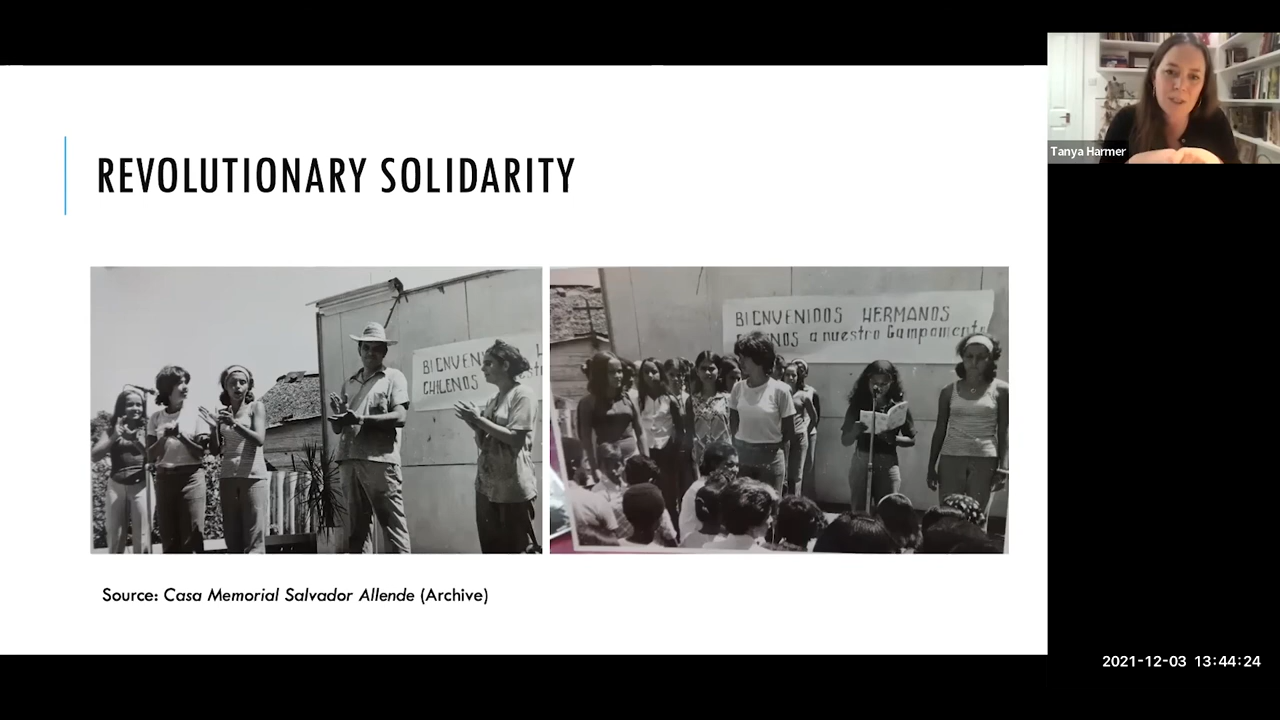 REVOLUTIONARY SOLIDARITY
Tanya Harmer
BIENVENI
CHILENOS
BIENVENIDOS HERMANOS
a nuestro Campamento
Source: Casa Memorial Salvador Allende (Archive)
2021-12-03 13:44:24